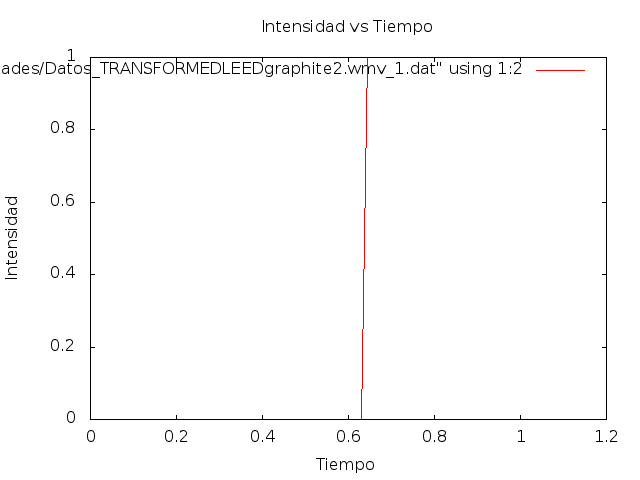 Intensidad vs Tiempo
ades/Datos_TRANSFORMEDLEEDgraphite2.wmv_1.dat" using 1:2
1
0.8
0.6
0.4
0.2
0
Intensidad
0 0.2 0.4 0.6 0.8 1 1.2
Tiempo